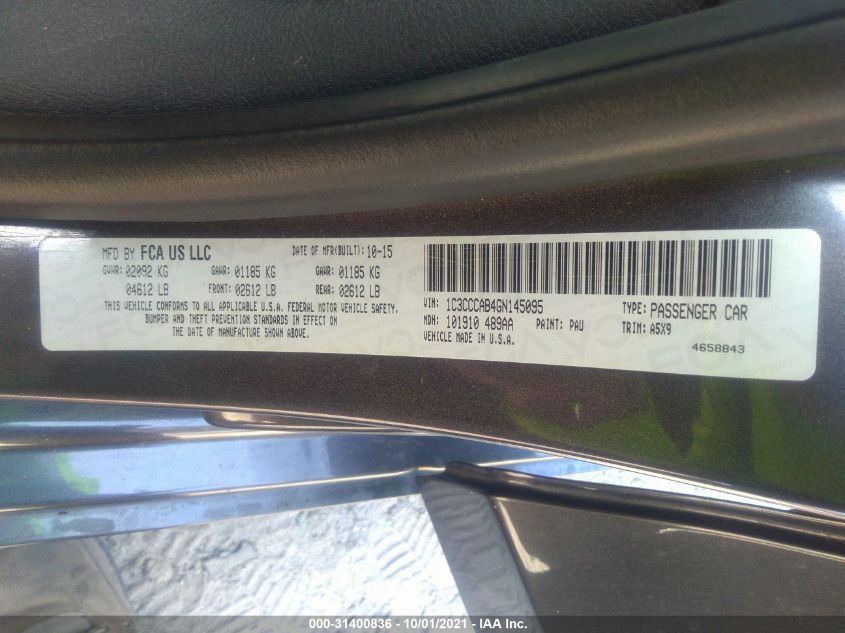 MFD BY FCA US LLC DATE OF MFR(BUILT): 10-15
GVWR: 02092 KG GAWR: 01185 KG GAWR: 01185 KG
04612 LB FRONT: 02612 LB REAR: 02612 LB
THIS VEHICLE CONFORMS TO ALL APPLICABLE U.S.A. FEDERAL MOTOR VEHICLE SAFETY,
BUMPER AND THEFT PREVENTION STANDARDS IN EFFECT ON
THE DATE OF MANUFACTURE SHOWN ABOVE.
VIN: 1C3CCCAB4GN145095 TYPE: PASSENGER CAR
MDH: 101910 489AA PAINT: PAU TRIM: A5X9
VEHICLE MADE IN U.S.A.
4658843
000-31400836 - 10/01/2021 - IAA Inc.